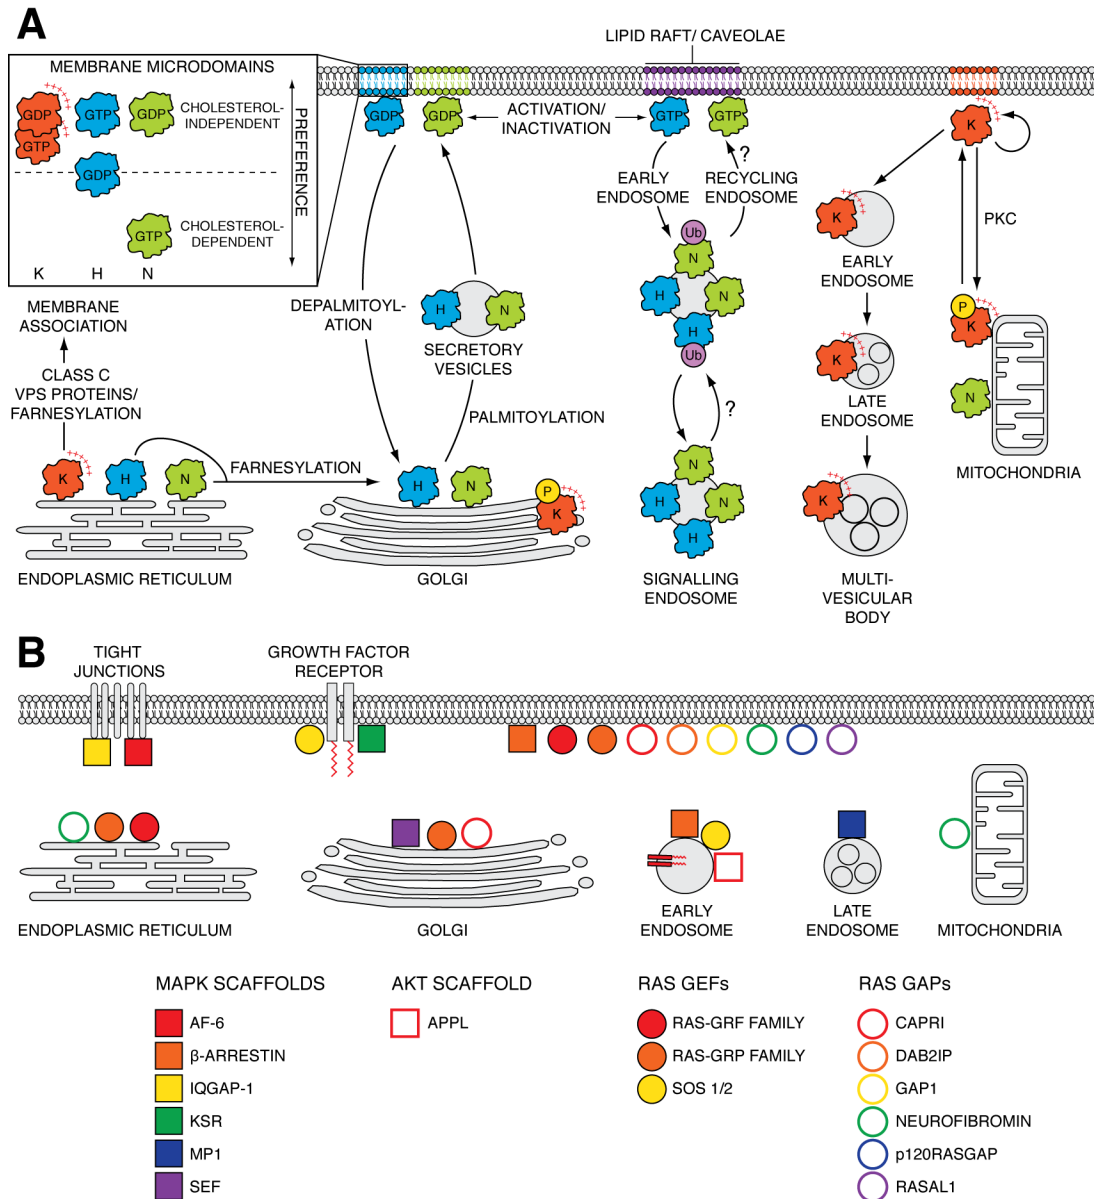 A
LIPID RAFT/ CAVEOLAE
MEMBRANE MICRODOMAINS
GDP
GTP
GTP
GDP
CHOLESTEROL-
INDEPENDENT
GDP
GTP
CHOLESTEROL-
DEPENDENT
PREFERENCE
K H N
GDP
GDP
ACTIVATION/
INACTIVATION
GTP
GTP
K
?
EARLY
ENDOSOME
RECYCLING
ENDOSOME
PKC
Ub
N
H
N
H
Ub
K
EARLY
ENDOSOME
MEMBRANE
ASSOCIATION
DEPALMITOYL-
ATION
H
N
SECRETORY
VESICLES
P
K
CLASS C
VPS PROTEINS/
FARNESYLATION
K
LATE
ENDOSOME
N
MITOCHONDRIA
PALMITOYLATION
?
K
H
N
FARNESYLATION
H
N
P
K
N
H
N
H
K
ENDOPLASMIC RETICULUM
GOLGI
SIGNALLING
ENDOSOME
MULTI-
VESICULAR
BODY
B
TIGHT
JUNCTIONS
GROWTH FACTOR
RECEPTOR
ENDOPLASMIC RETICULUM
GOLGI
EARLY
ENDOSOME
LATE
ENDOSOME
MITOCHONDRIA
MAPK SCAFFOLDS
AF-6
β-ARRESTIN
IQGAP-1
KSR
MP1
SEF
AKT SCAFFOLD
APPL
RAS GEFs
RAS-GRF FAMILY
RAS-GRP FAMILY
SOS 1/2
RAS GAPs
CAPRI
DAB2IP
GAP1
NEUROFIBROMIN
p120RASGAP
RASAL1